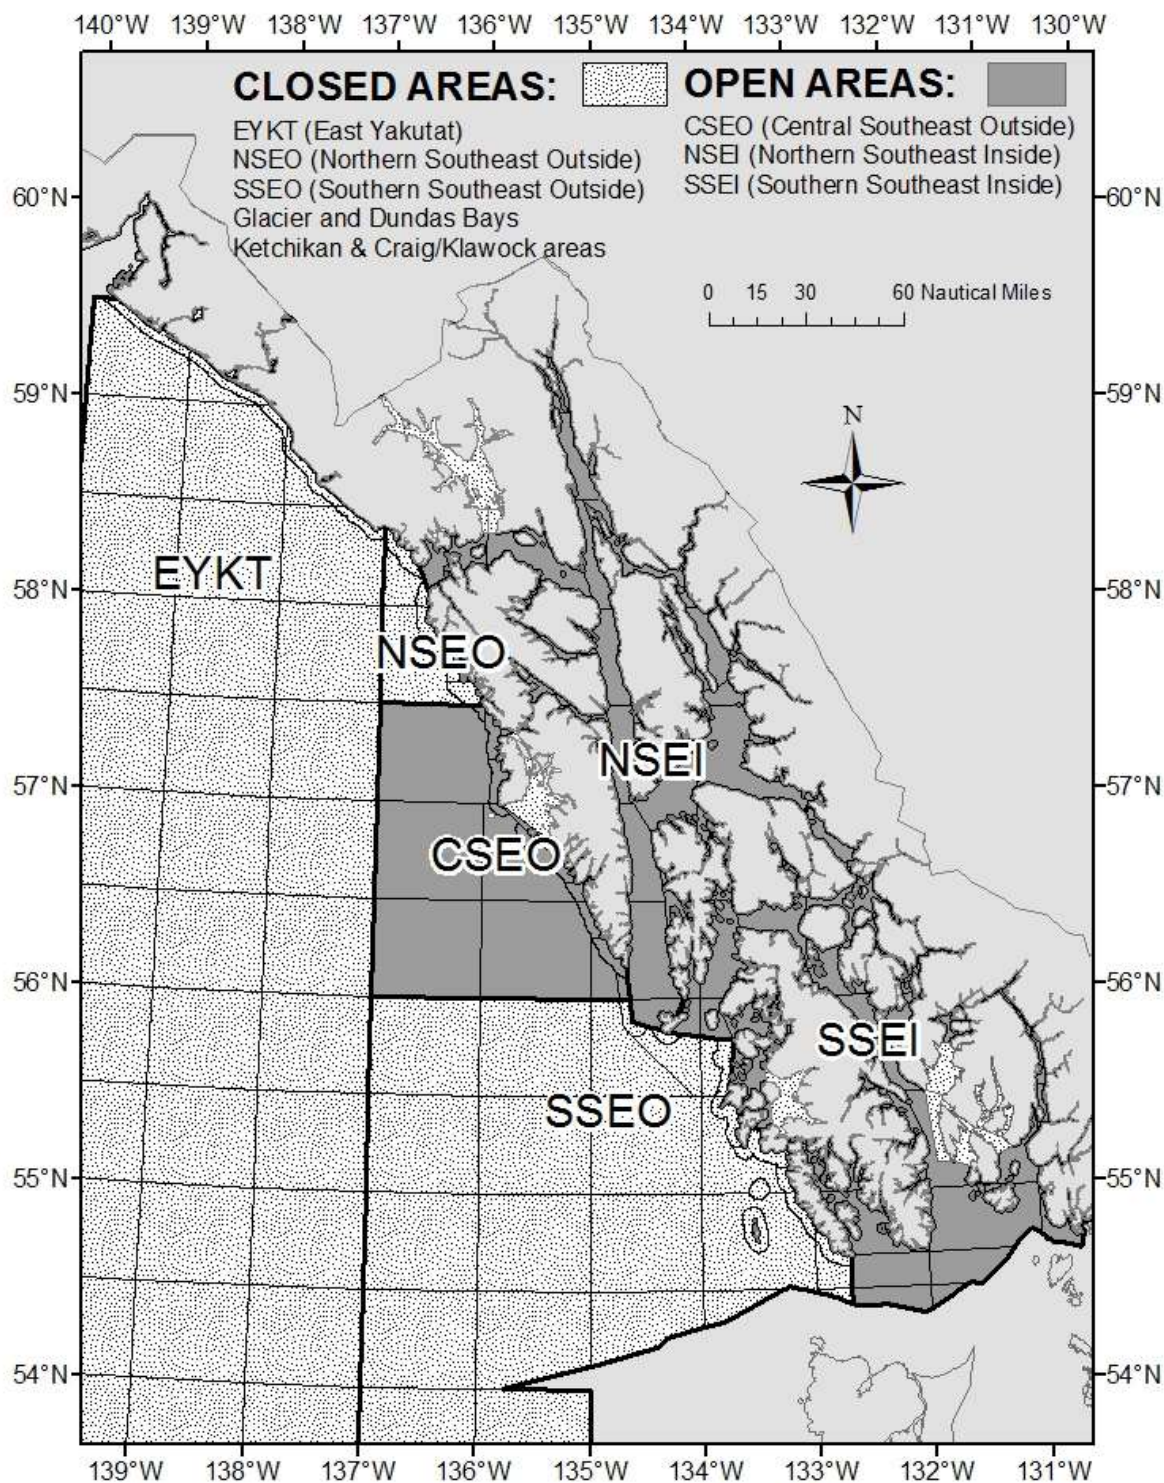 140°W 139°W 138°W 137°W 136°W 135°W 134°W 133°W 132°W 131°W 130°W
CLOSED AREAS: OPEN AREAS:
EYKT (East Yakutat) CSEO (Central Southeast Outside)
NSEO (Northern Southeast Outside) NSEI (Northern Southeast Inside)
SSEO (Southern Southeast Outside) SSEI (Southern Southeast Inside)
60°N 60°N
Glacier and Dundas Bays
Ketchikan & Craig/Klawock areas
0 15 30 60 Nautical Miles
59°N 59°N
N
EYKT
58°N 58°N
NSEO
NSEI
57°N 57°N
CSEO
56°N 56°N
SSEI
SSEO
55°N 55°N
54°N 54°N
139°W 138°W 137°W 136°W 135°W 134°W 133°W 132°W 131°W 130°W